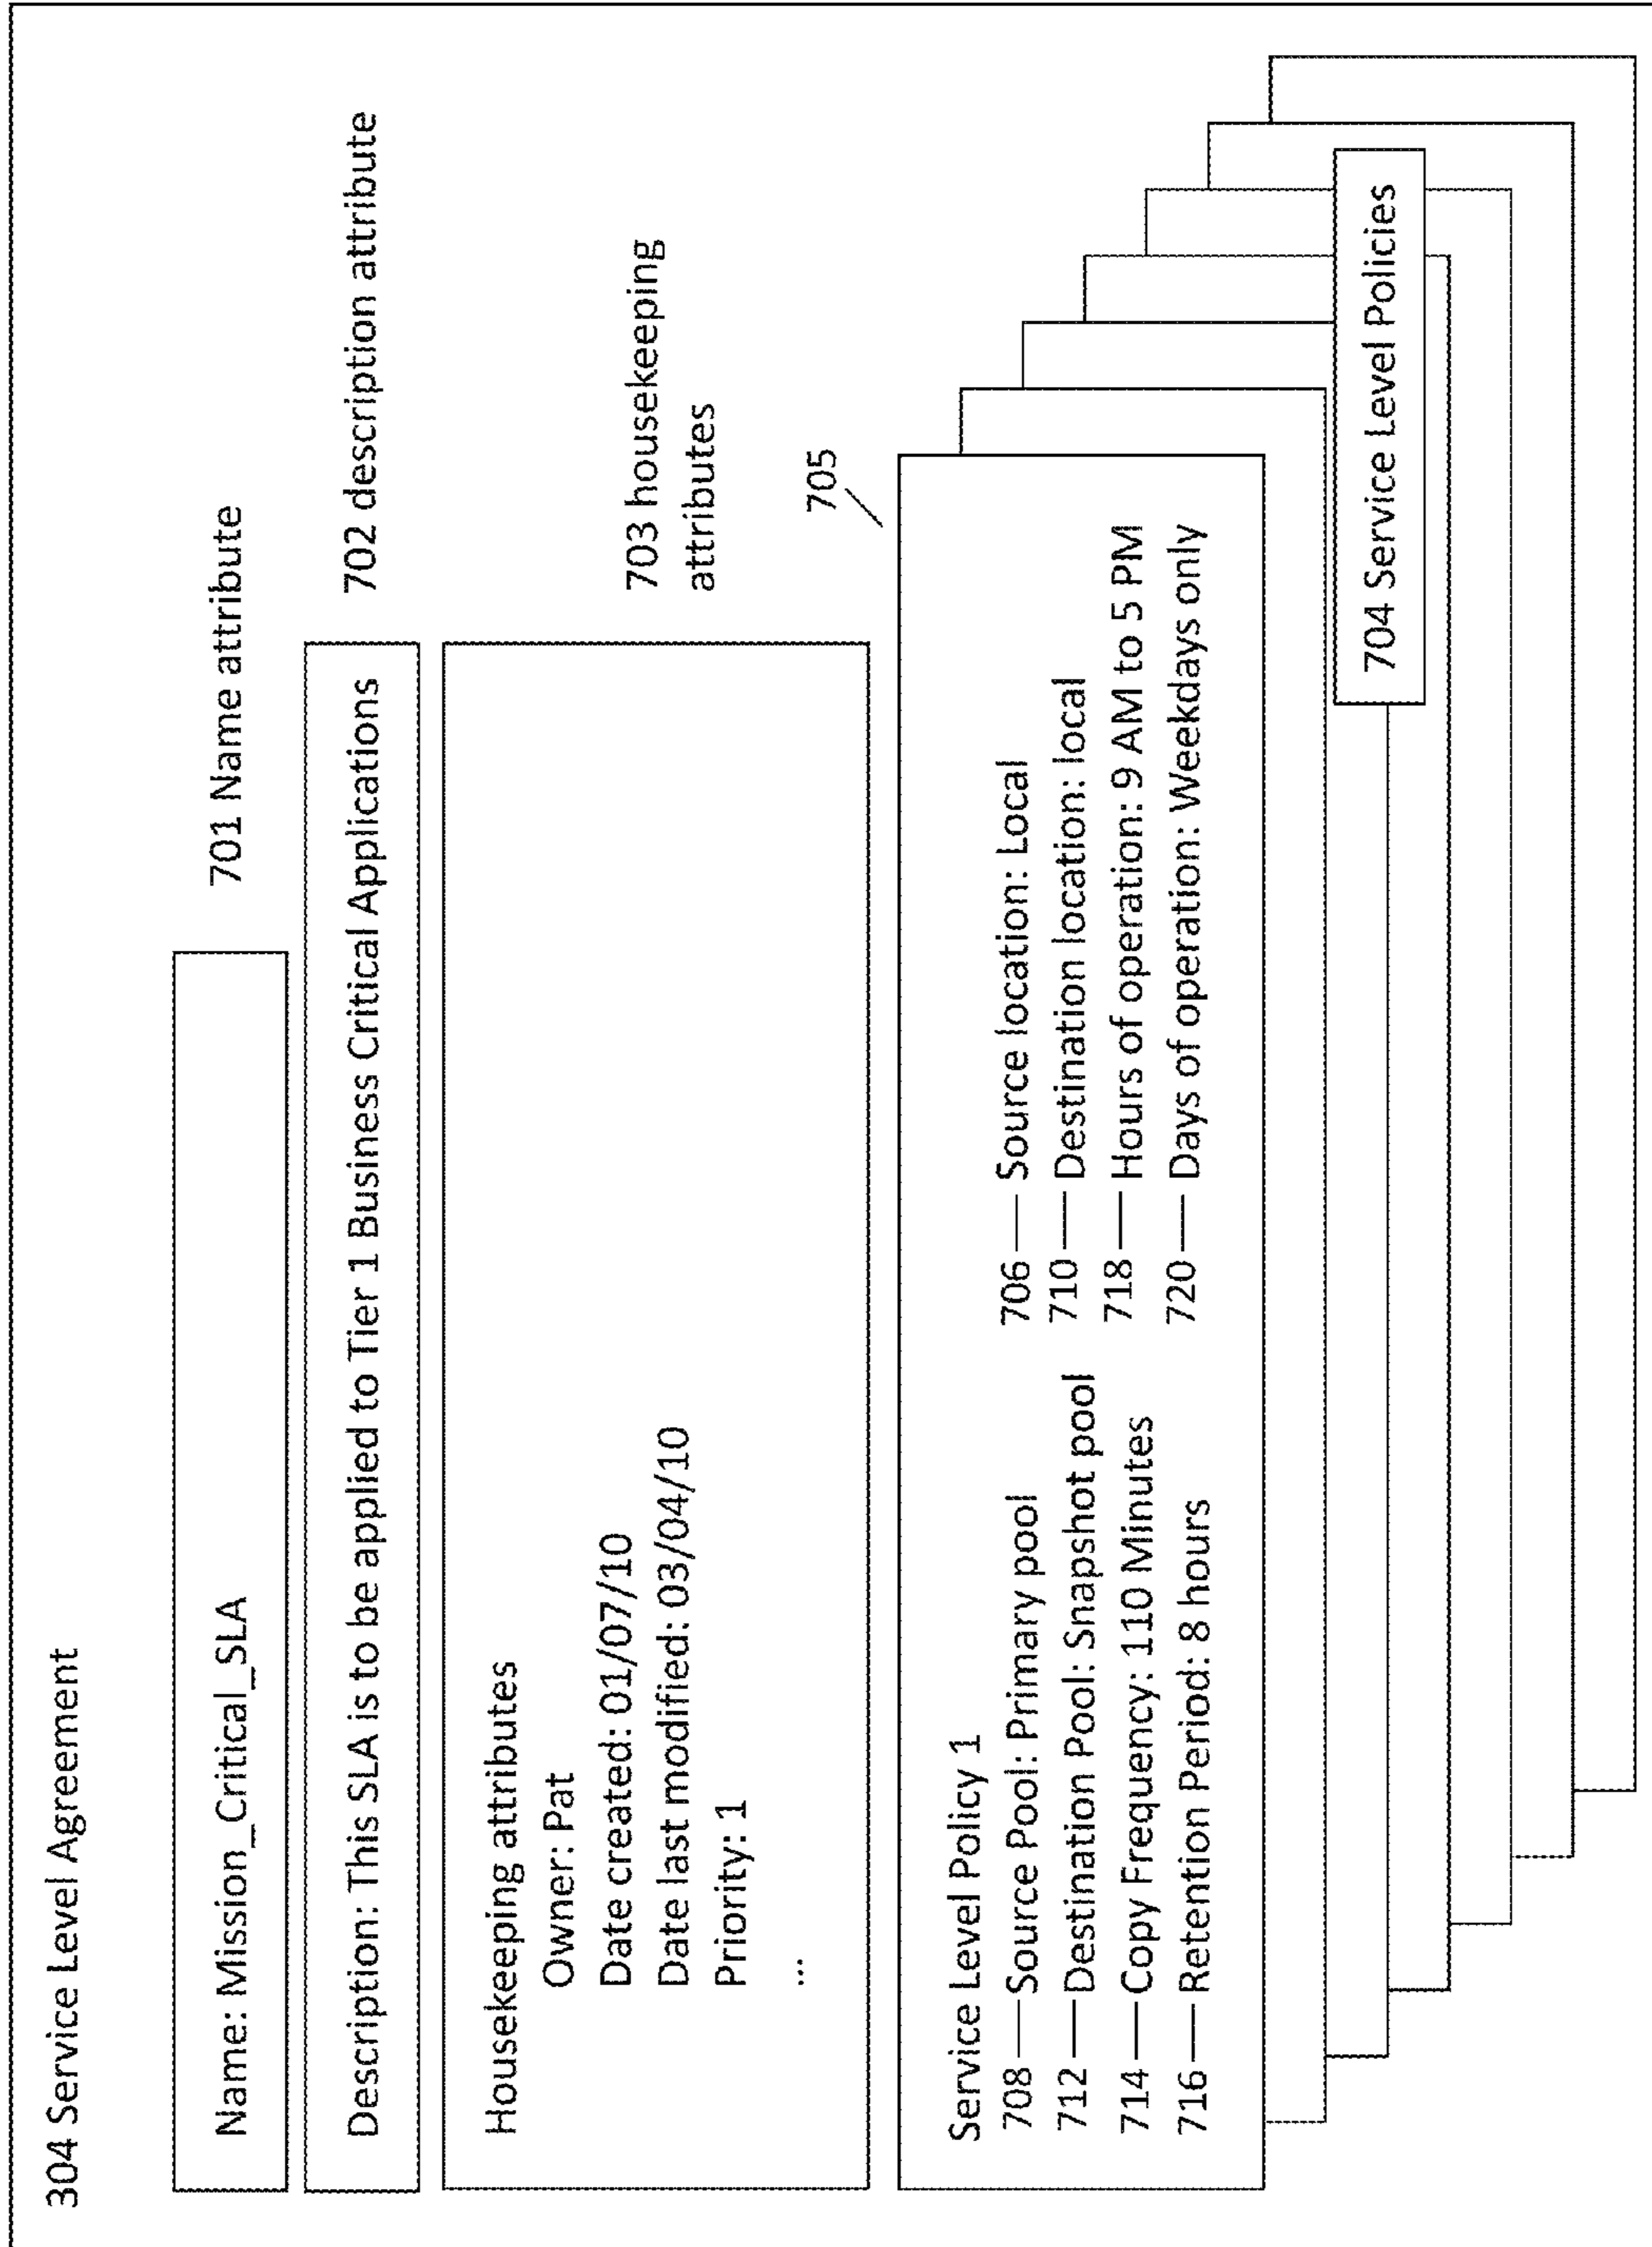 304 Service Level Agreement
Name: Mission_Critical_SLA
701 Name attribute
Description: This SLA is to be applied to Tier 1 Business Critical Applications
702 description attribute
Housekeeping attributes
Owner: Pat
Date created: 01/07/10
Date last modified: 03/04/10
Priority: 1
...
703 housekeeping
attributes
705
Service Level Policy 1
708 Source Pool: Primary pool
712 Destination Pool: Snapshot pool
714 Copy Frequency: 110 Minutes
716 Retention Period: 8 hours
706 Source location: Local
710 Destination location: local
718 Hours of operation: 9 AM to 5 PM
720 Days of operation: Weekdays only
704 Service Level Policies